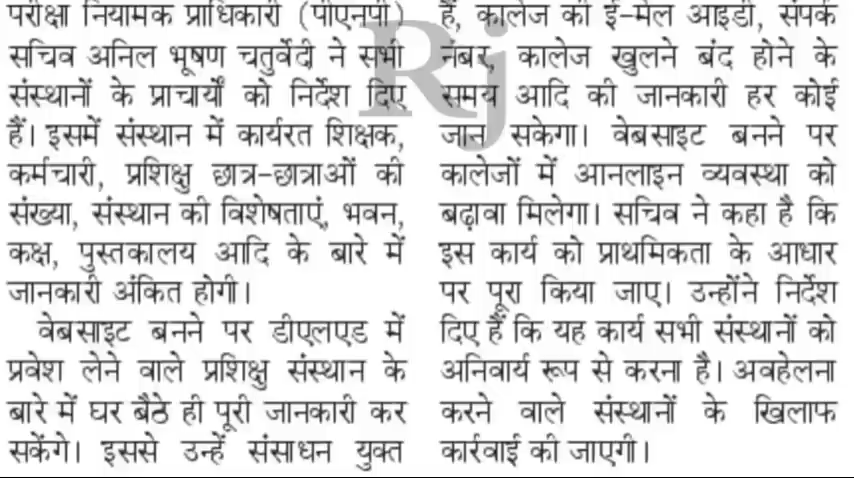 परीक्षा नियामक प्राधिकारी (पीएनपी)
सचिव अनिल भूषण चतुर्वेदी ने सभी
संस्थानों के प्राचार्यों को निर्देश दिए
हैं। इसमें संस्थान में कार्यरत शिक्षक,
कर्मचारी, प्रशिक्षु छात्र-छात्राओं की
संख्या, संस्थान की विशेषताएं, भवन,
कक्ष, पुस्तकालय आदि के बारे में
जानकारी अंकित होगी।
वेबसाइट बनने पर डीएलएड में
प्रवेश लेने वाले प्रशिक्षु संस्थान के
बारे में घर बैठे ही पूरी जानकारी कर
सकेंगे। इससे उन्हें संसाधन युक्त
हैं, कालेज की ई-मेल आइडी, संपर्क
नंबर, कालेज खुलने बंद होने के
समय आदि की जानकारी हर कोई
जान सकेगा। वेबसाइट बनने पर
कालेजों में आनलाइन व्यवस्था को
बढ़ावा मिलेगा। सचिव ने कहा है कि
इस कार्य को प्राथमिकता के आधार
पर पूरा किया जाए। उन्होंने निर्देश
दिए हैं कि यह कार्य सभी संस्थानों को
अनिवार्य रूप से करना है। अवहेलना
करने वाले संस्थानों के खिलाफ
कार्रवाई की जाएगी।
Rj